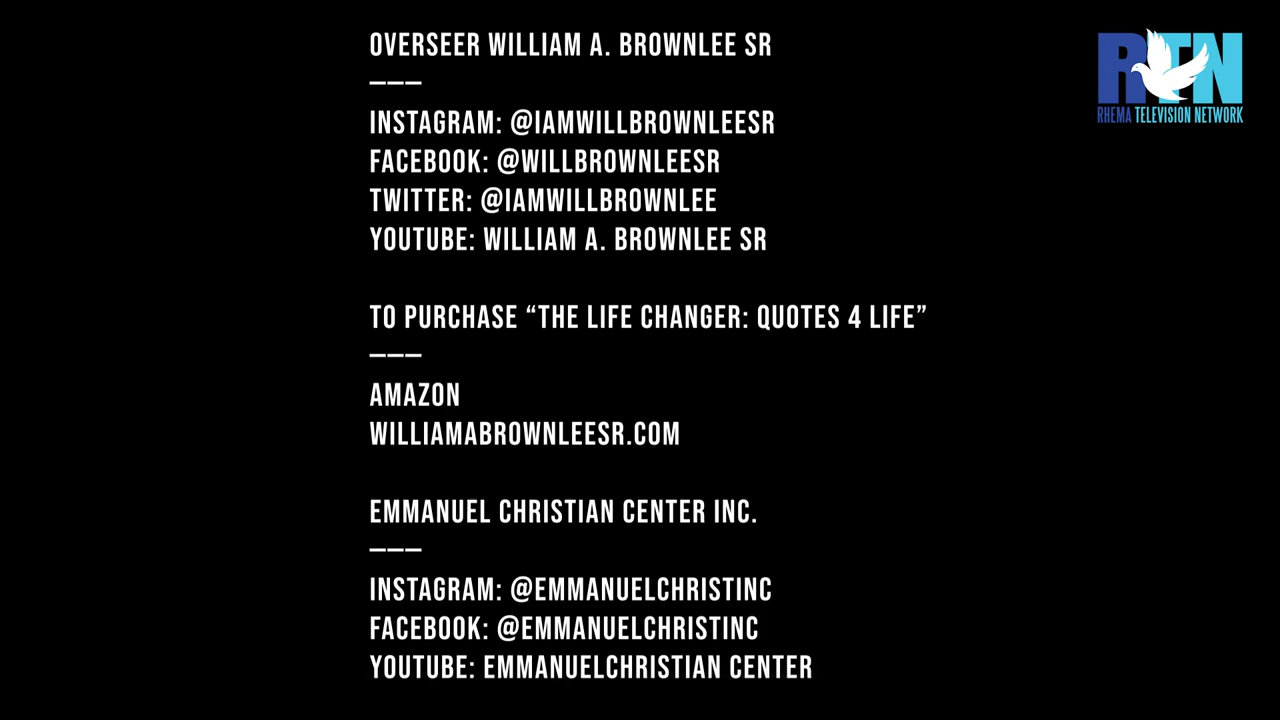 OVERSEER WILLIAM A. BROWNLEE SR
———
INSTAGRAM: @IAMWILLBROWNLEESR
FACEBOOK: @WILLBROWNLEESR
TWITTER: @IAMWILLBROWNLEE
YOUTUBE: WILLIAM A. BROWNLEE SR
TO PURCHASE “THE LIFE CHANGER: QUOTES 4 LIFE”
———
AMAZON
WILLIAMABROWNLEESR.COM
EMMANUEL CHRISTIAN CENTER INC.
———
INSTAGRAM: @EMMANUELCHRISTINC
FACEBOOK: @EMMANUELCHRISTINC
YOUTUBE: EMMANUELCHRISTIAN CENTER
RTN
RHEMA TELEVISION NETWORK